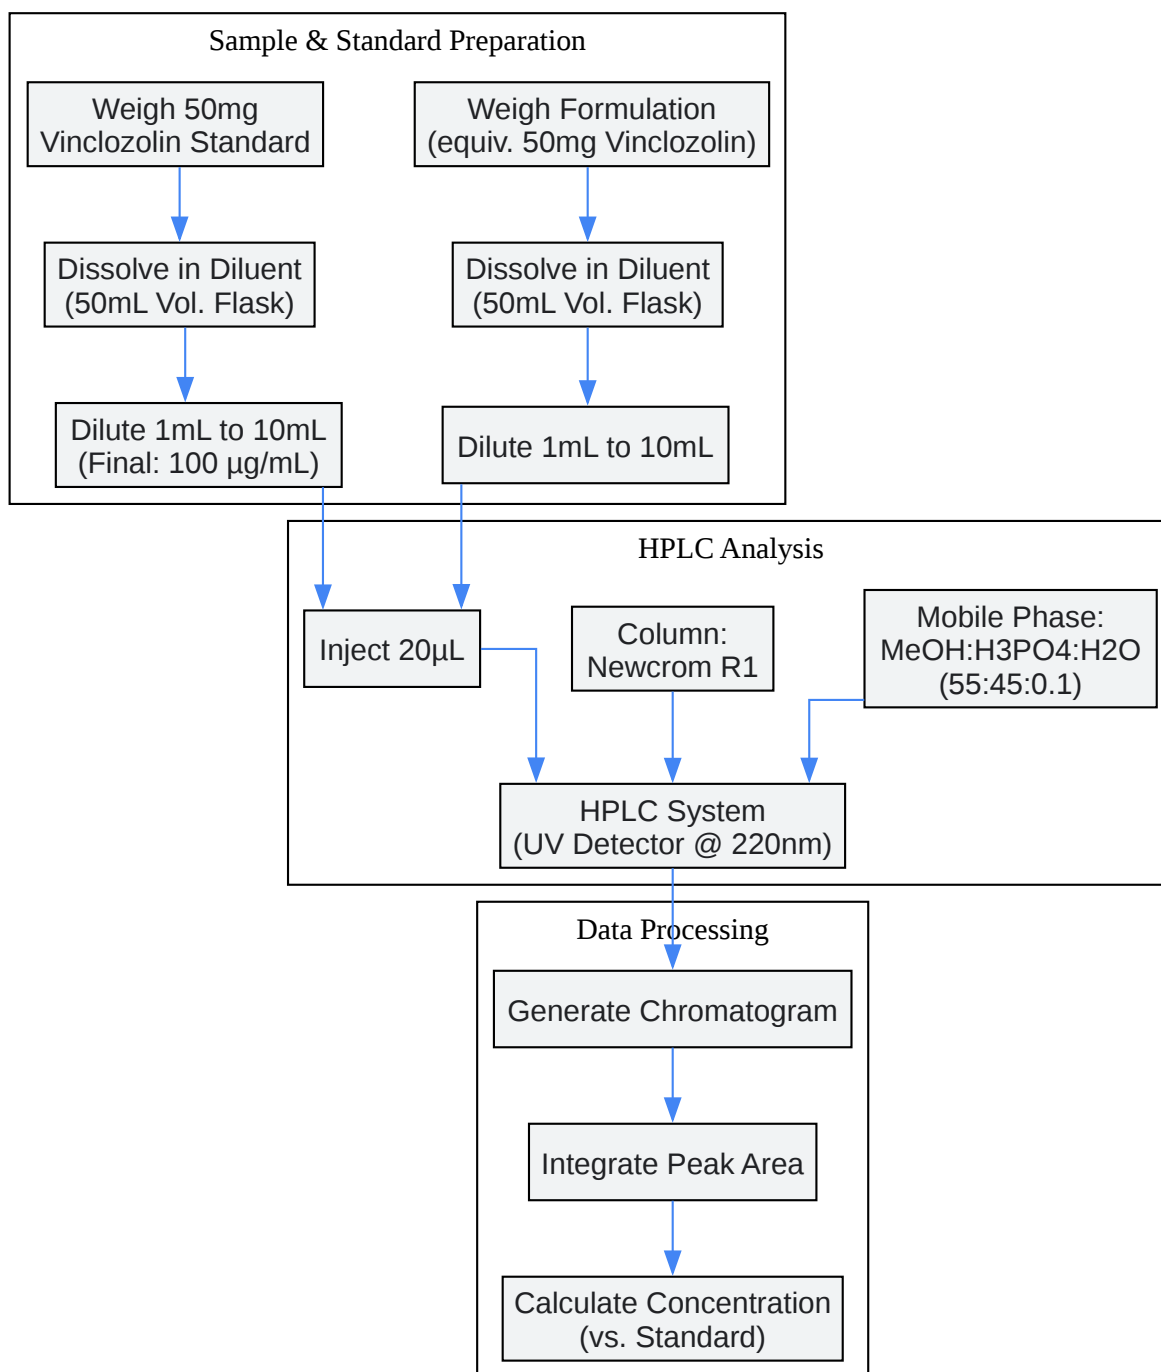 Sample & Standard Preparation
Weigh 50mg
Vinclozolin Standard
Weigh Formulation
(equiv. 50mg Vinclozolin)
Dissolve in Diluent
(50mL Vol. Flask)
Dissolve in Diluent
(50mL Vol. Flask)
Dilute 1mL to 10mL
(Final: 100 µg/mL)
Dilute 1mL to 10mL
HPLC Analysis
Inject 20µL
Column:
Newcrom R1
Mobile Phase:
MeOH:H3PO4:H2O
(55:45:0.1)
HPLC System
(UV Detector @ 220nm)
Data Processing
Generate Chromatogram
Integrate Peak Area
Calculate Concentration
(vs. Standard)